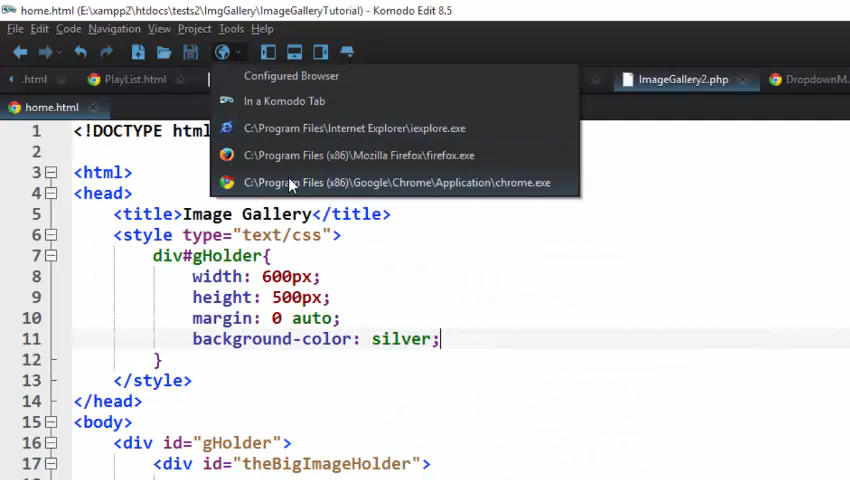 home.html (E:\xampp2\htdocs\tests2\ImgGallery\ImageGalleryTutorial) - Komodo Edit 8.5
File Edit Code Navigation View Project Tools Help
.html PlayList.html ImageGallery2.php DropdownM
home.html
Configured Browser
In a Komodo Tab
C:\Program Files\Internet Explorer\iexplore.exe
C:\Program Files (x86)\Mozilla Firefox\firefox.exe
C:\Program Files (x86)\Google\Chrome\Application\chrome.exe
1 <!DOCTYPE html
2
3 <html>
4 <head>
5 <title>Image Gallery</title>
6 <style type="text/css">
7 div#gHolder{
8 width: 600px;
9 height: 500px;
10 margin: 0 auto;
11 background-color: silver;
12 }
13 </style>
14 </head>
15 <body>
16 <div id="gHolder">
17 <div id="theBigImageHolder">